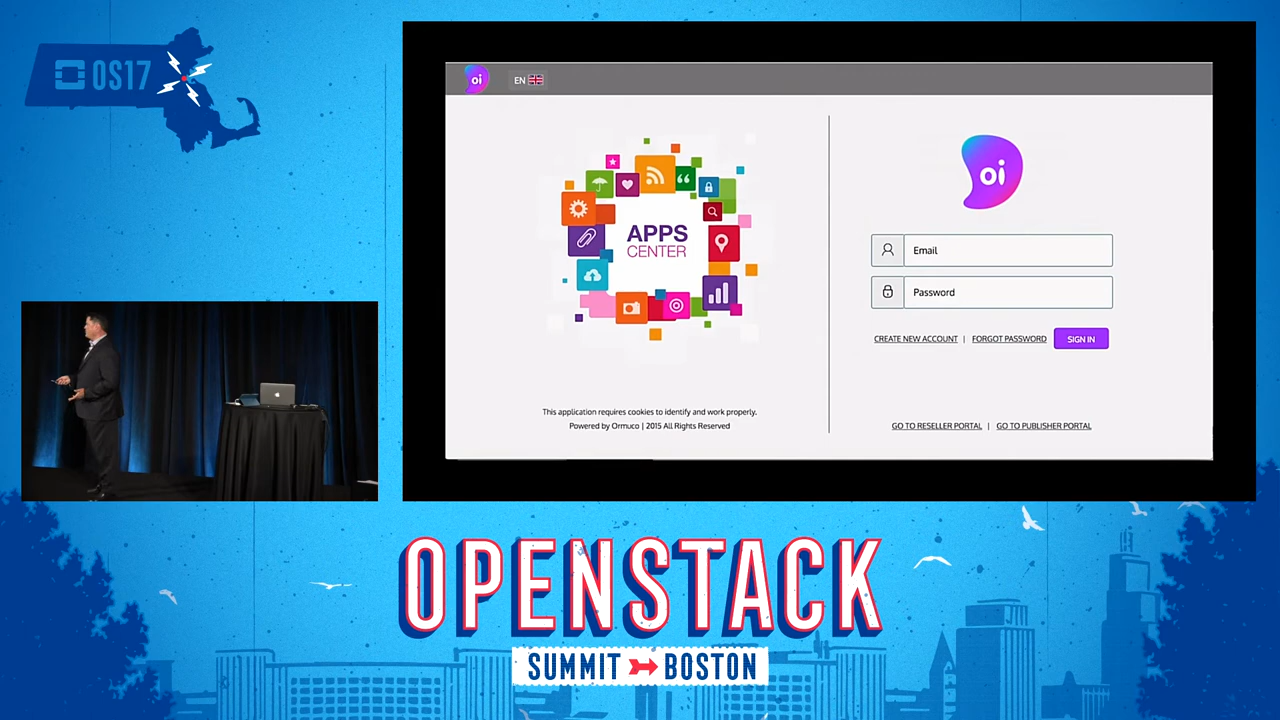 OS17
oi
EN
APPS
CENTER
This application requires cookies to identify and work properly.
Powered by Ormuco | 2015 All Rights Reserved
oi
Email
Password
CREATE NEW ACCOUNT | FORGOT PASSWORD
SIGN IN
GO TO RESELLER PORTAL | GO TO PUBLISHER PORTAL
OPENSTACK
SUMMIT BOSTON